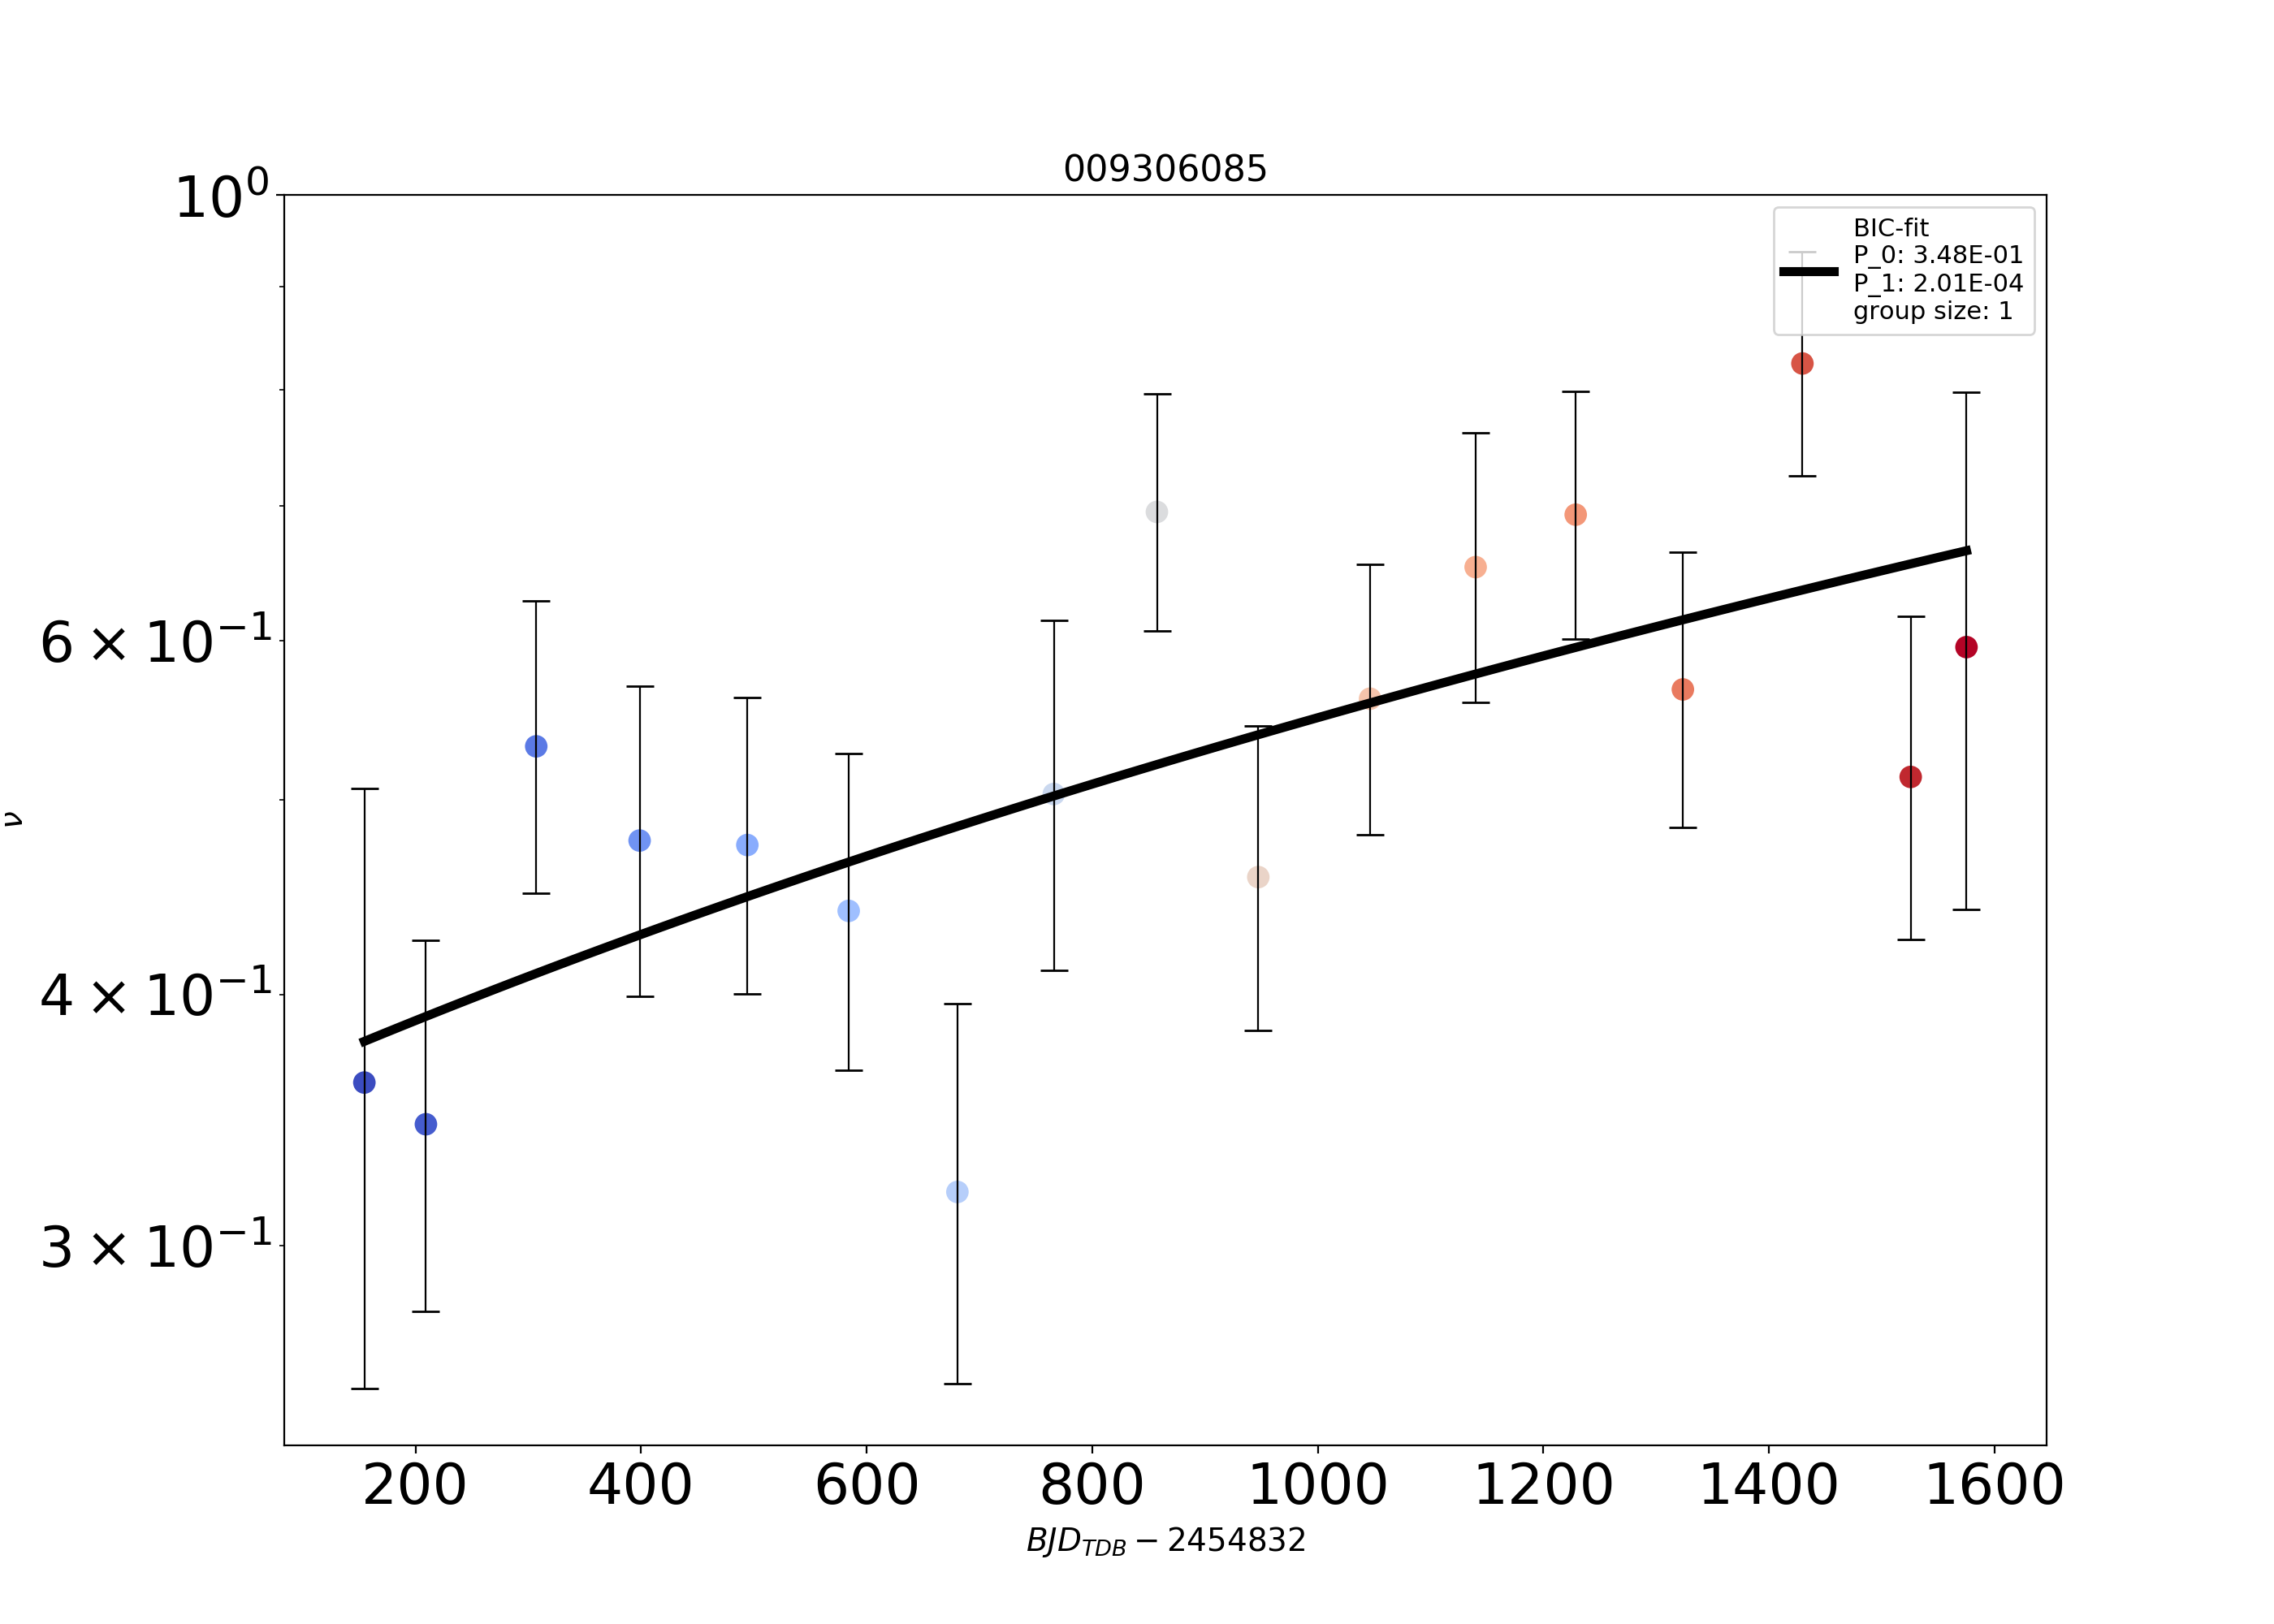 009306085
10⁰
6 × 10⁻¹
4 × 10⁻¹
3 × 10⁻¹
ν
BIC-fit
P_0: 3.48E-01
P_1: 2.01E-04
group size: 1
200 400 600 800 1000 1200 1400 1600
BJD_TDB − 2454832